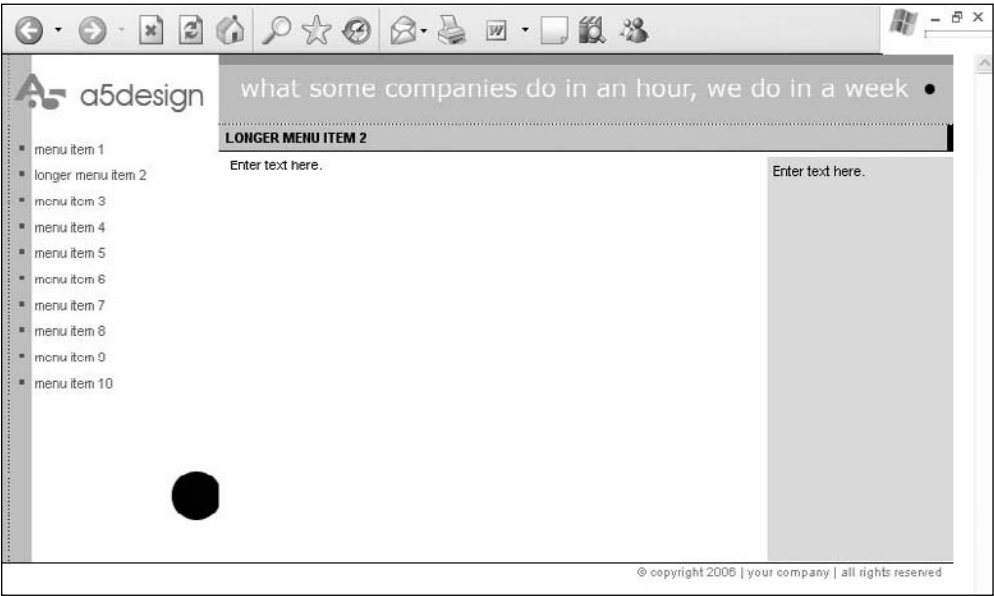 a5design
what some companies do in an hour, we do in a week
LONGER MENU ITEM 2
menu item 1
longer menu item 2
menu item 3
menu item 4
menu item 5
menu item 6
menu item 7
menu item 8
menu item 9
menu item 10
Enter text here.
Enter text here.
© copyright 2006 | your company | all rights reserved